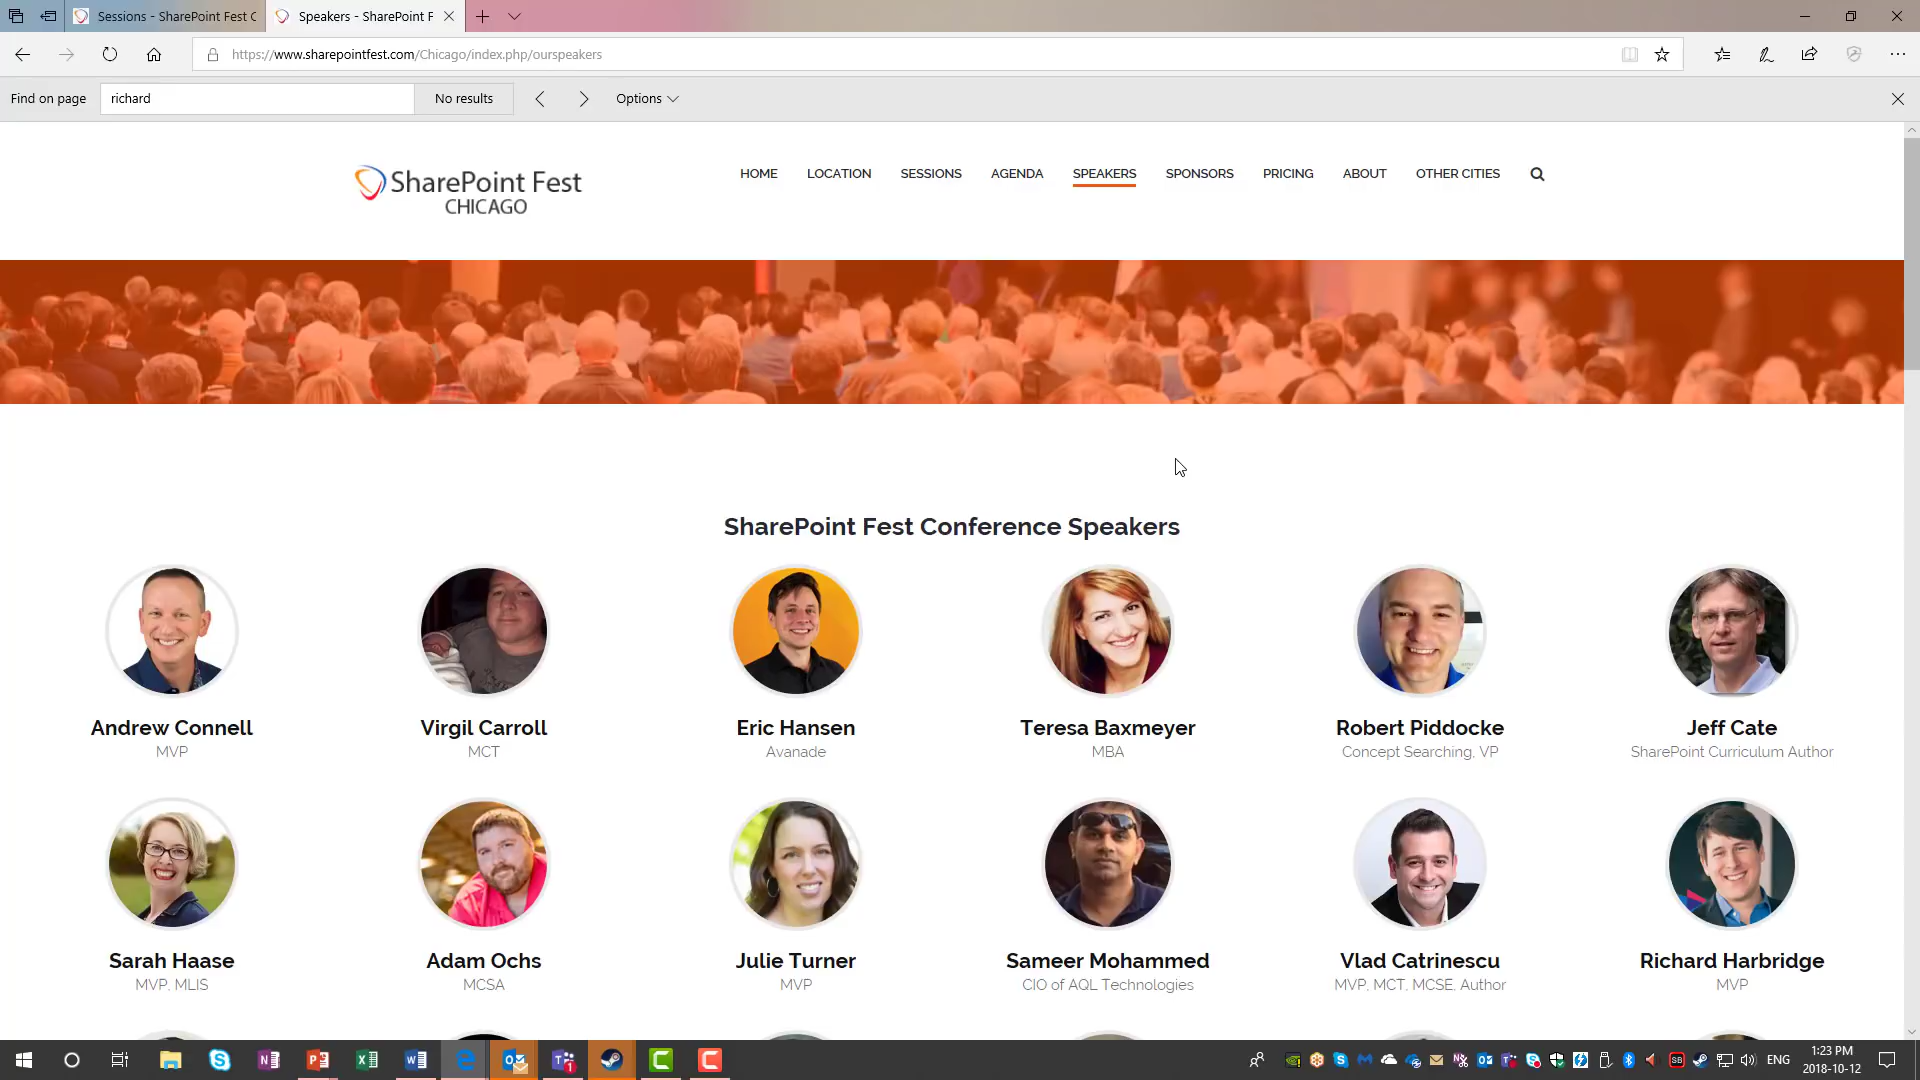 Sessions - SharePoint Fest C
Speakers - SharePoint F
https://www.sharepointfest.com/Chicago/index.php/ourspeakers
Find on page
richard
No results
Options
SharePoint Fest
CHICAGO
HOME
LOCATION
SESSIONS
AGENDA
SPEAKERS
SPONSORS
PRICING
ABOUT
OTHER CITIES
SharePoint Fest Conference Speakers
Andrew Connell
MVP
Virgil Carroll
MCT
Eric Hansen
Avanade
Teresa Baxmeyer
MBA
Robert Piddocke
Concept Searching, VP
Jeff Cate
SharePoint Curriculum Author
Sarah Haase
MVP, MLIS
Adam Ochs
MCSA
Julie Turner
MVP
Sameer Mohammed
CIO of AQL Technologies
Vlad Catrinescu
MVP, MCT, MCSE, Author
Richard Harbridge
MVP
ENG
1:23 PM
2018-10-12